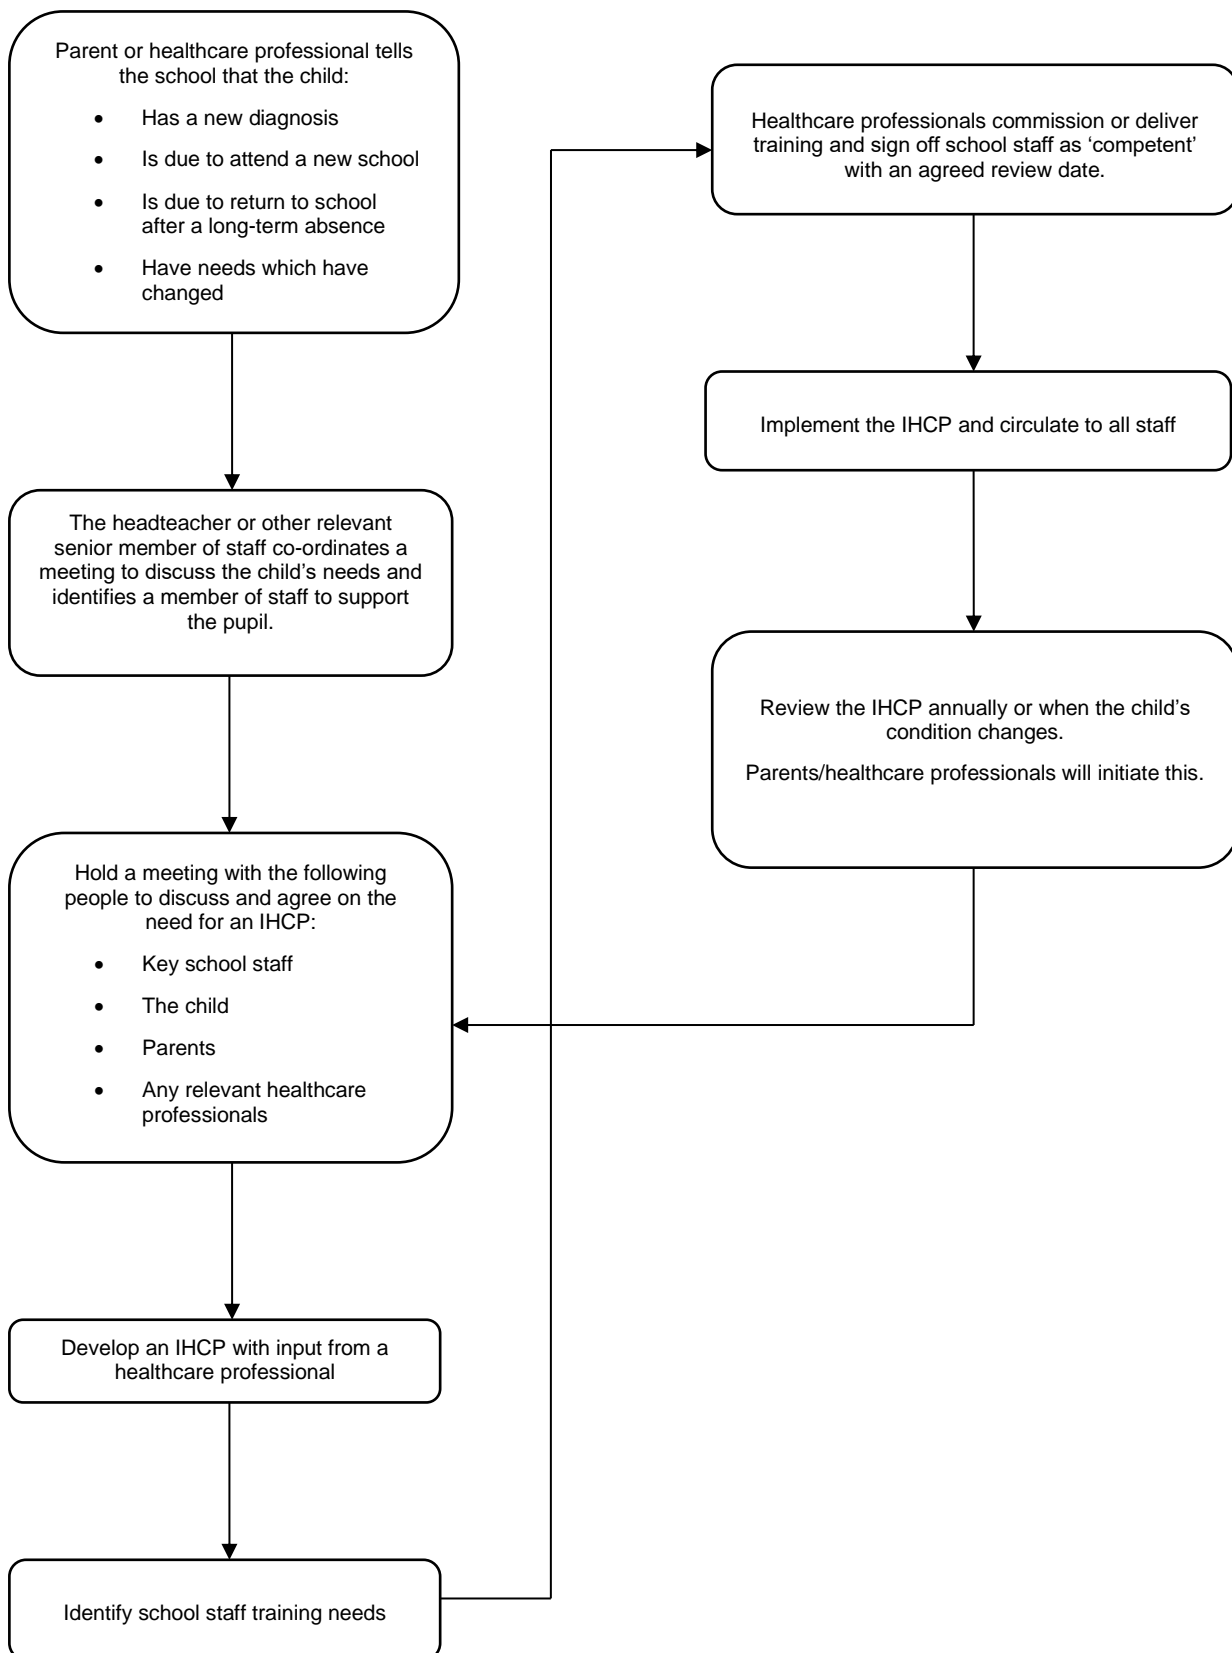 Parent or healthcare professional tells
the school that the child:
• Has a new diagnosis
• Is due to attend a new school
• Is due to return to school
after a long-term absence
• Have needs which have
changed
The headteacher or other relevant
senior member of staff co-ordinates a
meeting to discuss the child’s needs and
identifies a member of staff to support
the pupil.
Hold a meeting with the following
people to discuss and agree on the
need for an IHCP:
• Key school staff
• The child
• Parents
• Any relevant healthcare
professionals
Develop an IHCP with input from a
healthcare professional
Identify school staff training needs
Healthcare professionals commission or deliver
training and sign off school staff as ‘competent’
with an agreed review date.
Implement the IHCP and circulate to all staff
Review the IHCP annually or when the child’s
condition changes.
Parents/healthcare professionals will initiate this.